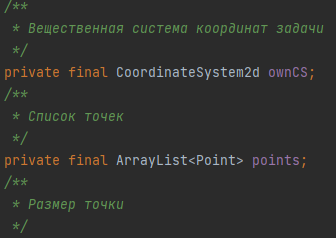 /**
 * Вещественная система координат задачи
 */
private final CoordinateSystem2d ownCS;
/**
 * Список точек
 */
private final ArrayList<Point> points;
/**
 * Размер точки
 */